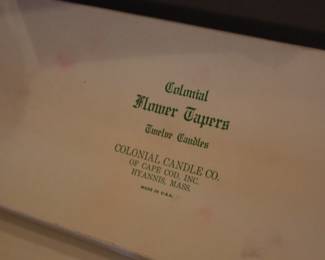 Colonial
Flower Tapers
Twelve Candles
COLONIAL CANDLE CO.
OF CAPE COD, INC.
HYANNIS, MASS.
MADE IN U.S.A.